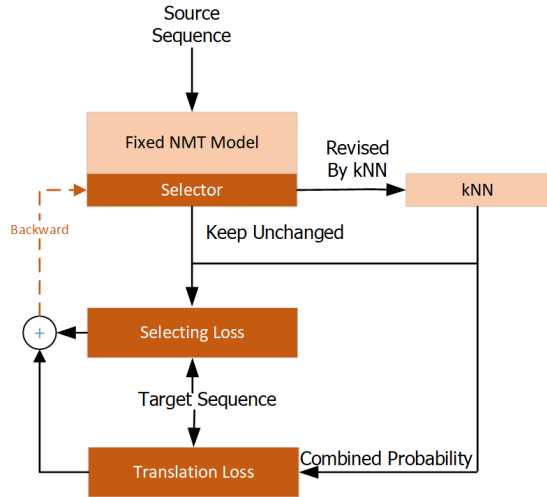 Source
Sequence
Fixed NMT Model
Selector
Revised
By kNN
kNN
Backward
Keep Unchanged
+
Selecting Loss
Target Sequence
Combined Probability
Translation Loss